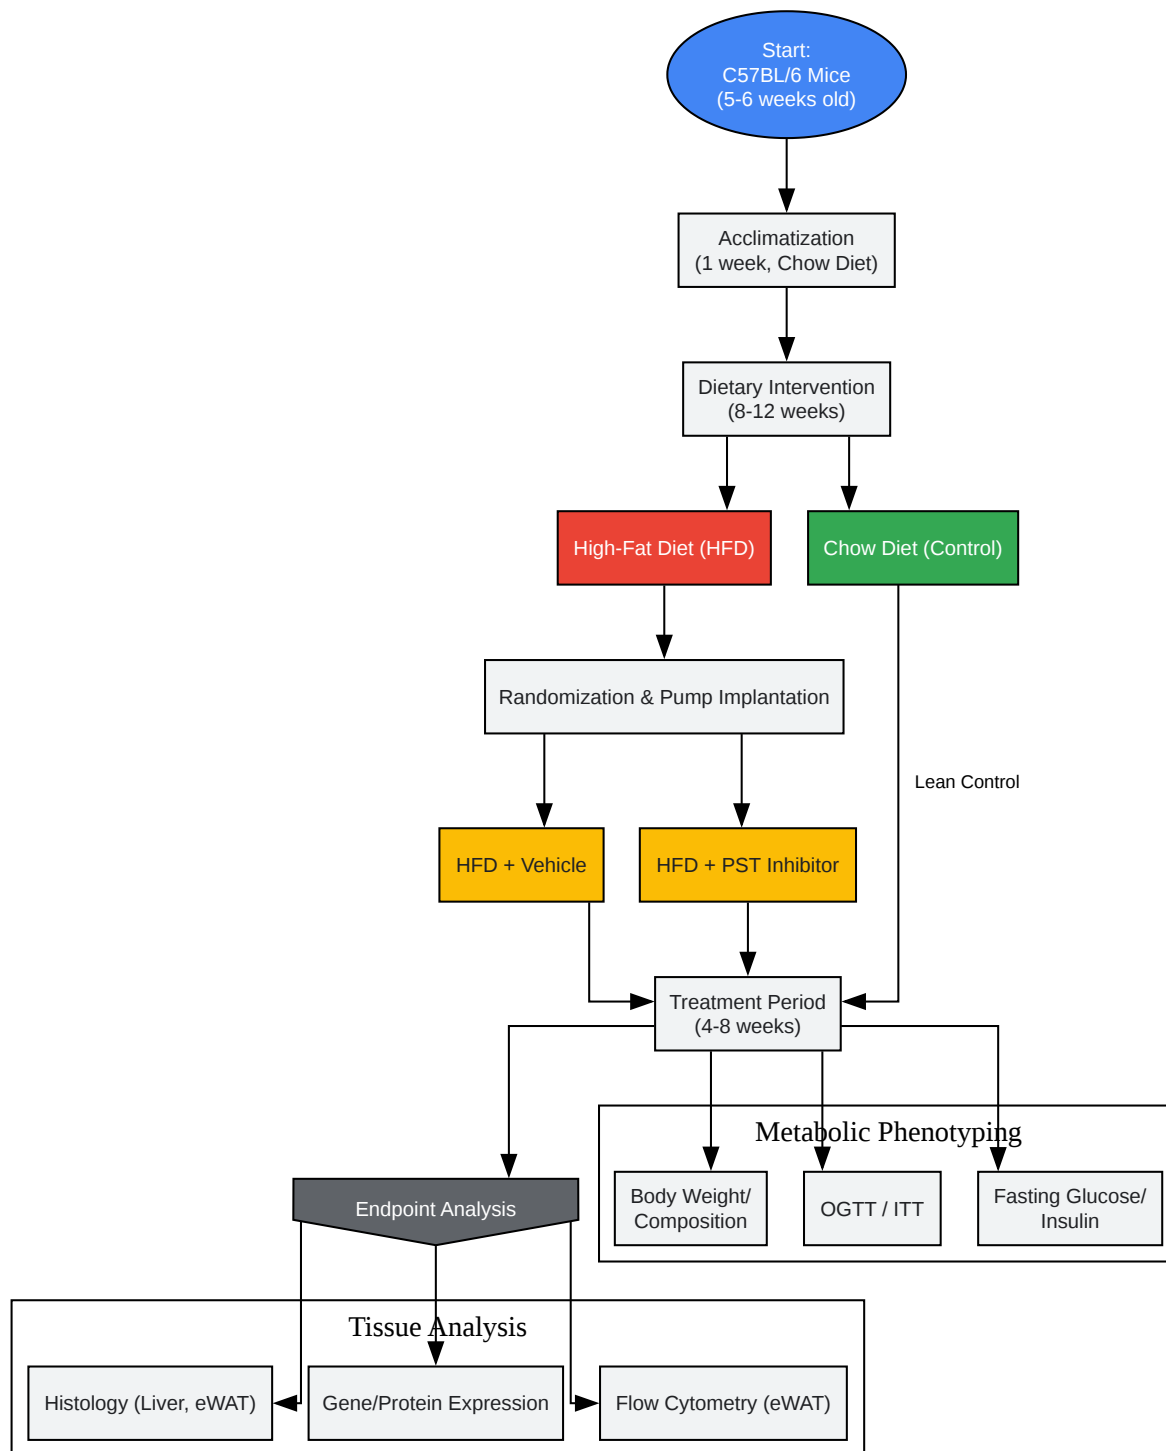 Start:
C57BL/6 Mice
(5-6 weeks old)
Acclimatization
(1 week, Chow Diet)
Dietary Intervention
(8-12 weeks)
High-Fat Diet (HFD)
Chow Diet (Control)
Randomization & Pump Implantation
Lean Control
HFD + Vehicle
HFD + PST Inhibitor
Treatment Period
(4-8 weeks)
Metabolic Phenotyping
Body Weight/
Composition
OGTT / ITT
Fasting Glucose/
Insulin
Endpoint Analysis
Tissue Analysis
Histology (Liver, eWAT)
Gene/Protein Expression
Flow Cytometry (eWAT)